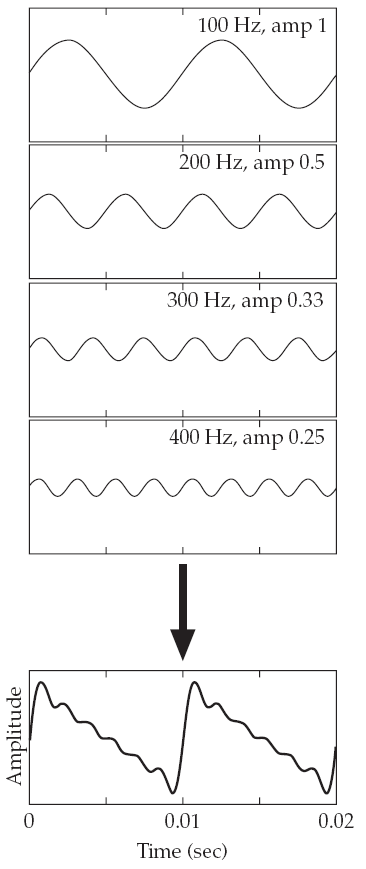 100 Hz, amp 1
200 Hz, amp 0.5
300 Hz, amp 0.33
400 Hz, amp 0.25
Amplitude
0 0.01 0.02
Time (sec)